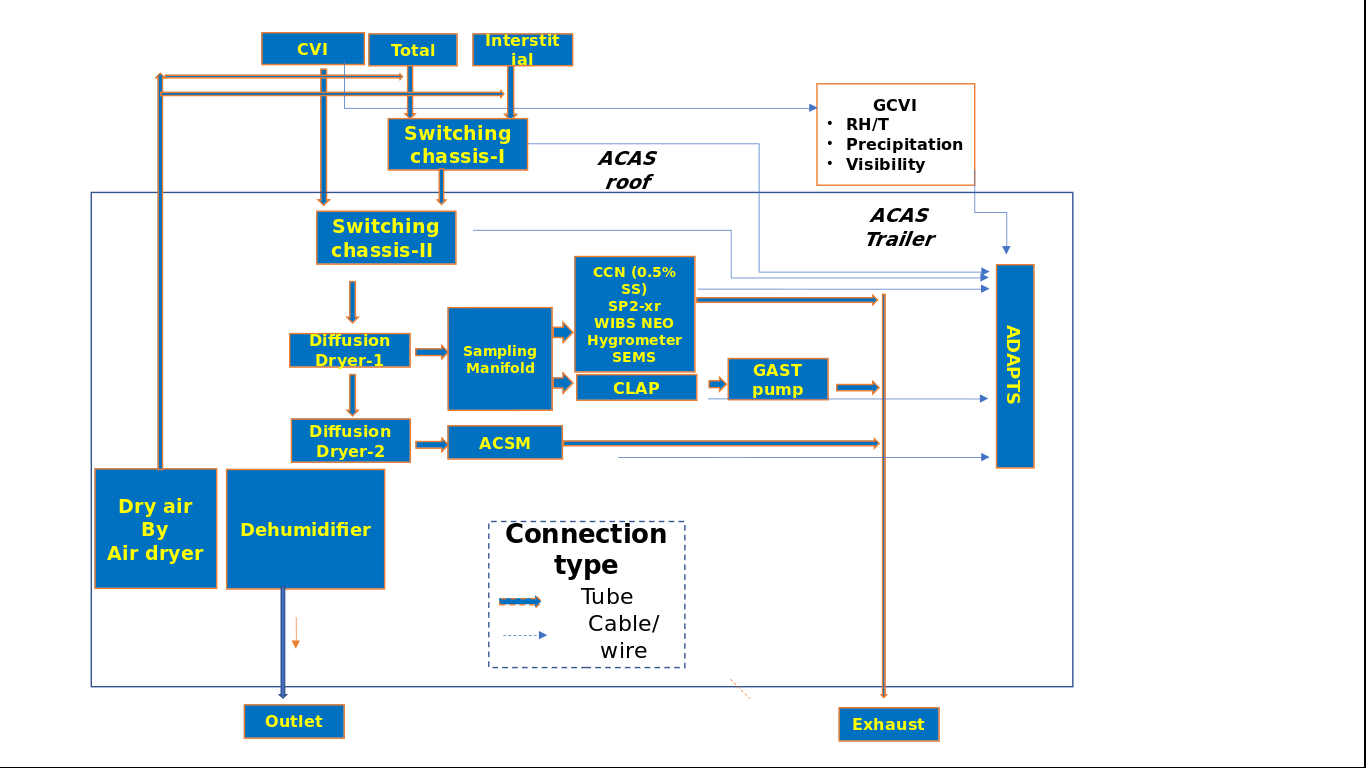 CVI
Total
Interstit
ial
GCVI
• RH/T
• Precipitation
• Visibility
Switching
chassis-I
ACAS
roof
ACAS
Trailer
Switching
chassis-II
CCN (0.5%
SS)
SP2-xr
WIBS NEO
Hygrometer
SEMS
ADAPTS
Diffusion
Dryer-1
Sampling
Manifold
CLAP
GAST
pump
Diffusion
Dryer-2
ACSM
Dry air
By
Air dryer
Dehumidifier
Connection
type
Tube
Cable/
wire
Outlet
Exhaust